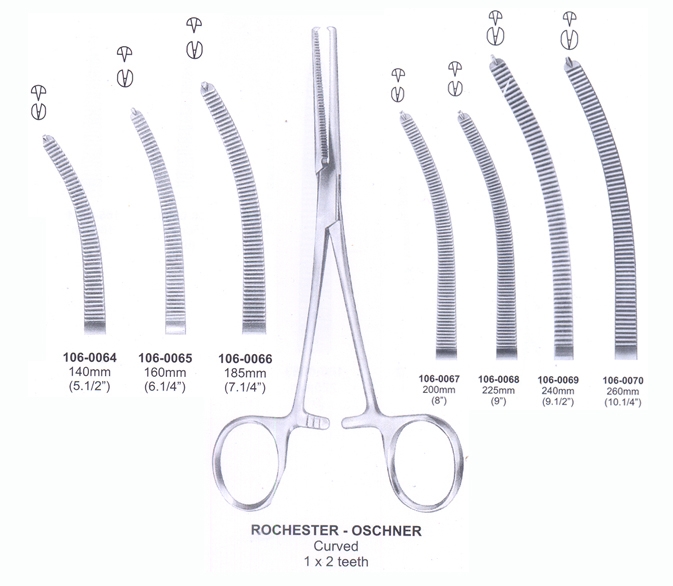 106-0064
140mm
(5.1/2")
106-0065
160mm
(6.1/4")
106-0066
185mm
(7.1/4")
106-0067
200mm
(8")
106-0068
225mm
(9")
106-0069
240mm
(9.1/2")
106-0070
260mm
(10.1/4")
ROCHESTER - OSCHNER
Curved
1 x 2 teeth